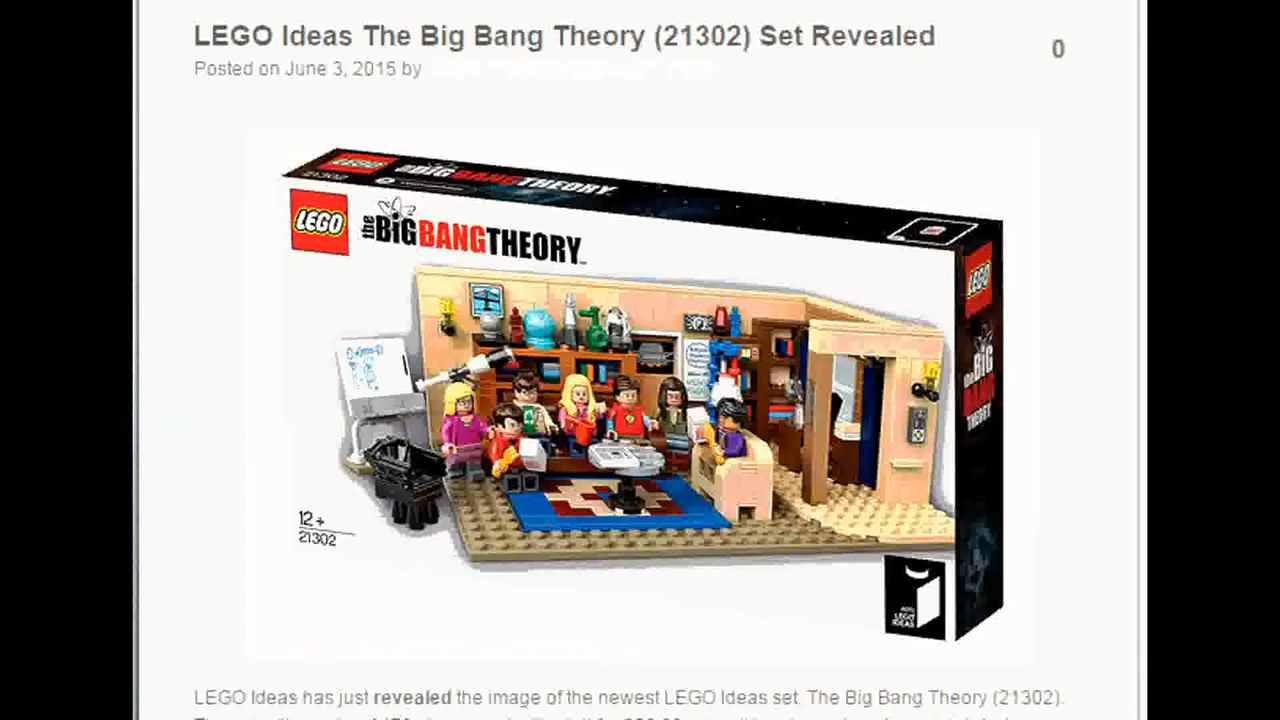 LEGO Ideas The Big Bang Theory (21302) Set Revealed
0
Posted on June 3, 2015 by
LEGO
the BiG BANG THEORY
21302
LEGO
the BiG BANG THEORY
LEGO
the BiG BANG THEORY
12+
21302
LEGO IDEAS
LEGO Ideas has just revealed the image of the newest LEGO Ideas set The Big Bang Theory (21302).